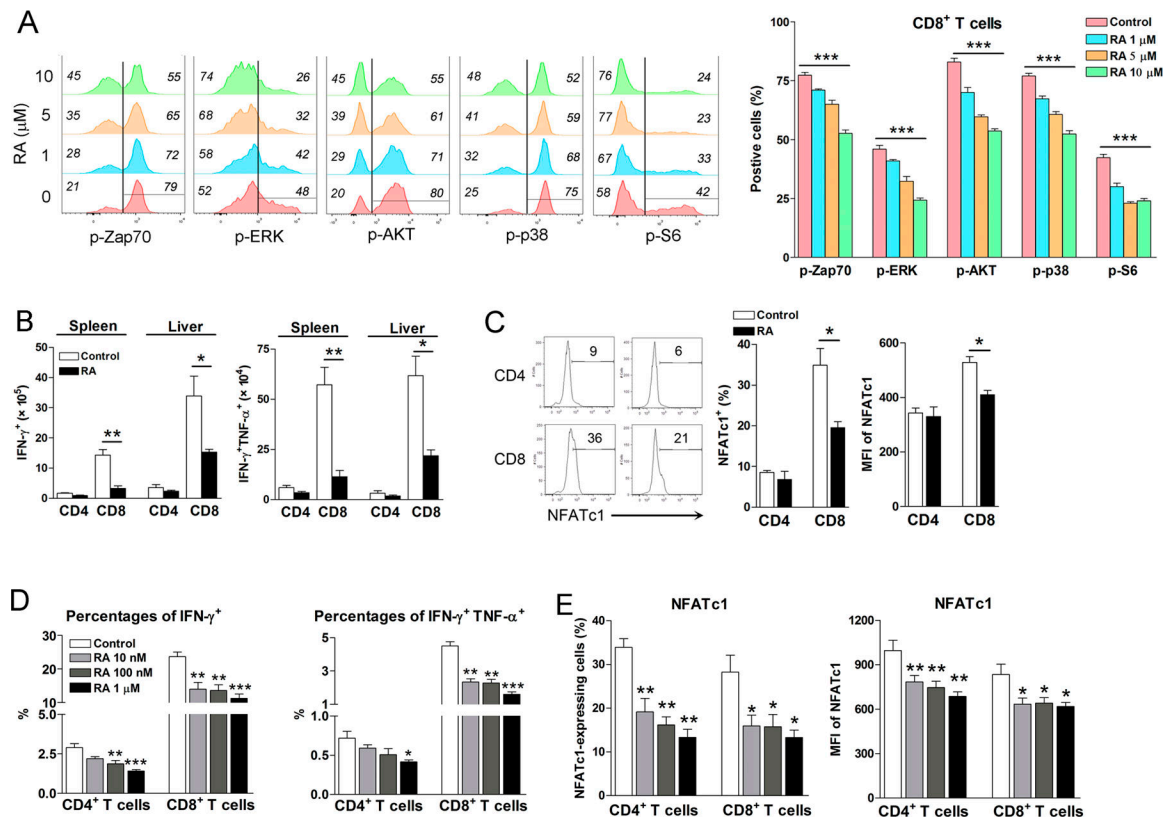 A
RA (μM)
10
5
1
0
45 55
35 65
28 72
21 79
p-Zap70
74 26
68 32
58 42
52 48
p-ERK
45 55
39 61
29 71
20 80
p-AKT
48 52
41 59
32 68
25 75
p-p38
76 24
77 23
67 33
58 42
p-S6
CD8⁺ T cells
Control
RA 1 μM
RA 5 μM
RA 10 μM
Postive cells (%)
100
75
50
25
0
*** *** *** *** ***
p-Zap70 p-ERK p-AKT p-p38 p-S6
B
Spleen Liver
Control
RA
IFN-γ⁺ (× 10⁵)
50
40
30
20
10
0
** *
CD4 CD8 CD4 CD8
Spleen Liver
IFN-γ⁺TNF-α⁺ (× 10⁴)
75
50
25
0
** *
CD4 CD8 CD4 CD8
C
CD4
9 6
CD8
36 21
NFATc1
Control
RA
NFATc1⁺ (%)
50
40
30
20
10
0
*
CD4 CD8
MFI of NFATc1
600
400
200
0
*
CD4 CD8
D
Percentages of IFN-γ⁺
Control
RA 10 nM
RA 100 nM
RA 1 μM
%
30
20
10
5.0
2.5
0.0
** *** ** ** ***
CD4⁺ T cells CD8⁺ T cells
Percentages of IFN-γ⁺ TNF-α⁺
%
5
3
1
1.0
0.5
0.0
* ** ** ***
CD4⁺ T cells CD8⁺ T cells
E
NFATc1
NFATc1-expressing cells (%)
40
30
20
10
0
** ** ** * * *
CD4⁺ T cells CD8⁺ T cells
NFATc1
MFI of NFATc1
1200
900
600
300
0
** ** ** * * *
CD4⁺ T cells CD8⁺ T cells